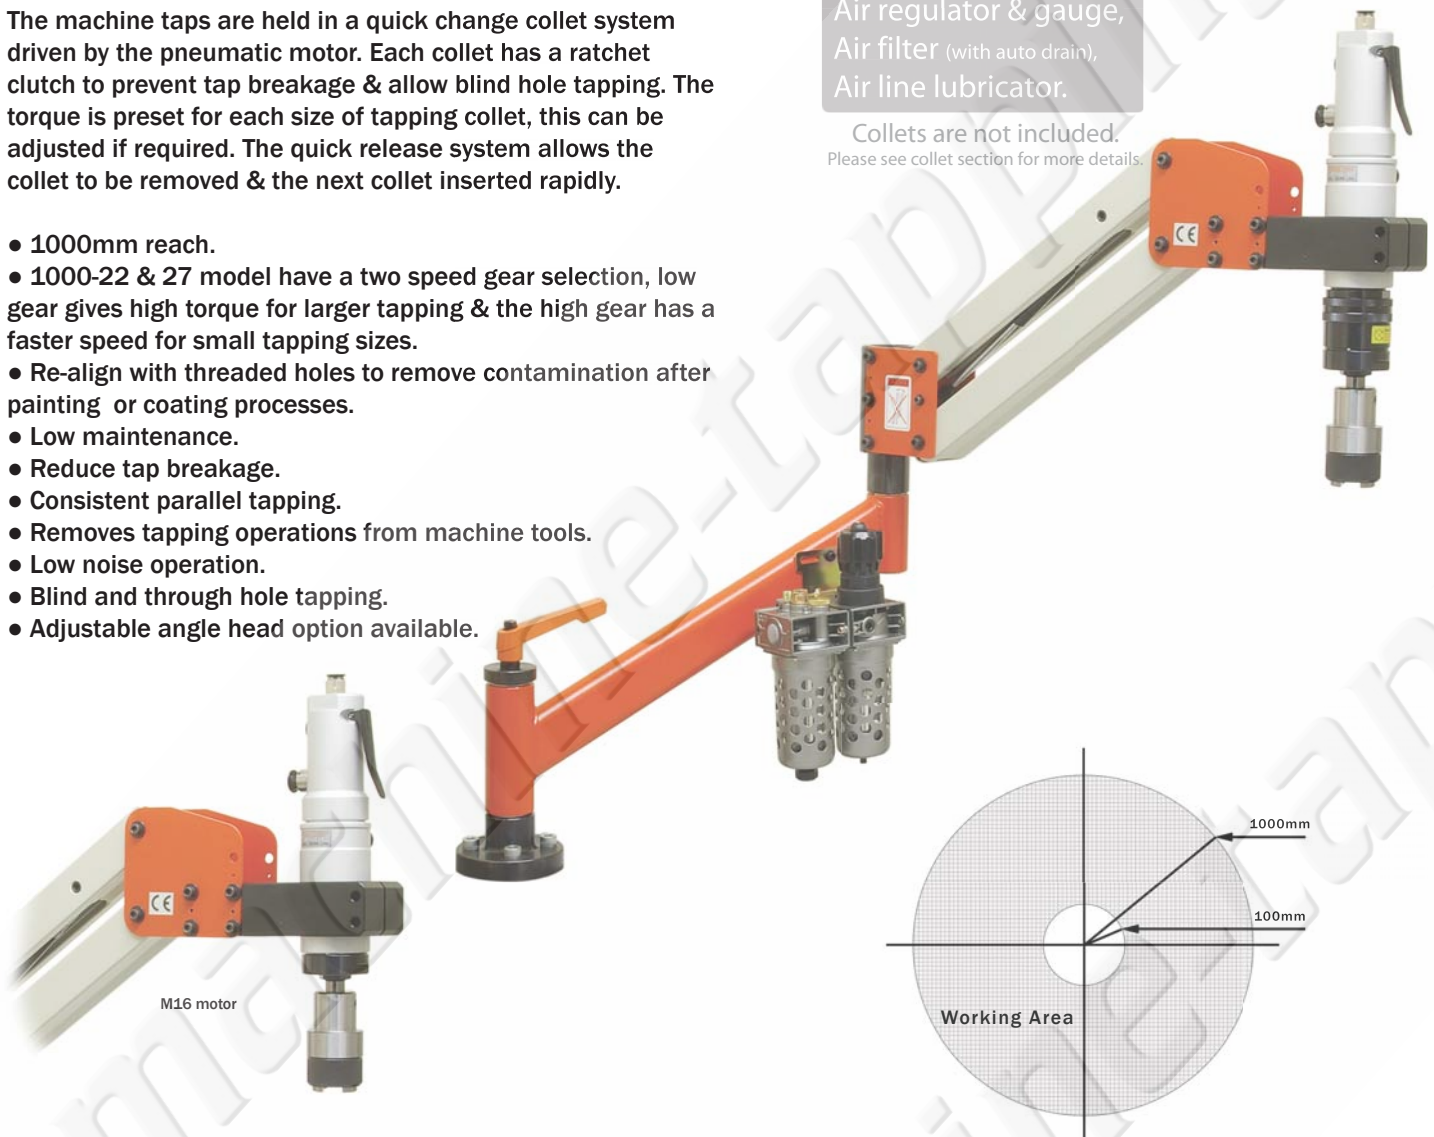 The machine taps are held in a quick change collet system
driven by the pneumatic motor. Each collet has a ratchet
clutch to prevent tap breakage & allow blind hole tapping. The
torque is preset for each size of tapping collet, this can be
adjusted if required. The quick release system allows the
collet to be removed & the next collet inserted rapidly.
● 1000mm reach.
● 1000-22 & 27 model have a two speed gear selection, low
gear gives high torque for larger tapping & the high gear has a
faster speed for small tapping sizes.
● Re-align with threaded holes to remove contamination after
painting  or coating processes.
● Low maintenance.
● Reduce tap breakage.
● Consistent parallel tapping.
● Removes tapping operations from machine tools.
● Low noise operation.
● Blind and through hole tapping.
● Adjustable angle head option available.
Air regulator & gauge,
Air filter (with auto drain),
Air line lubricator.
Collets are not included.
Please see collet section for more details.
CE
CE
M16 motor
1000mm
100mm
Working Area
machine-tapping
machine-tap